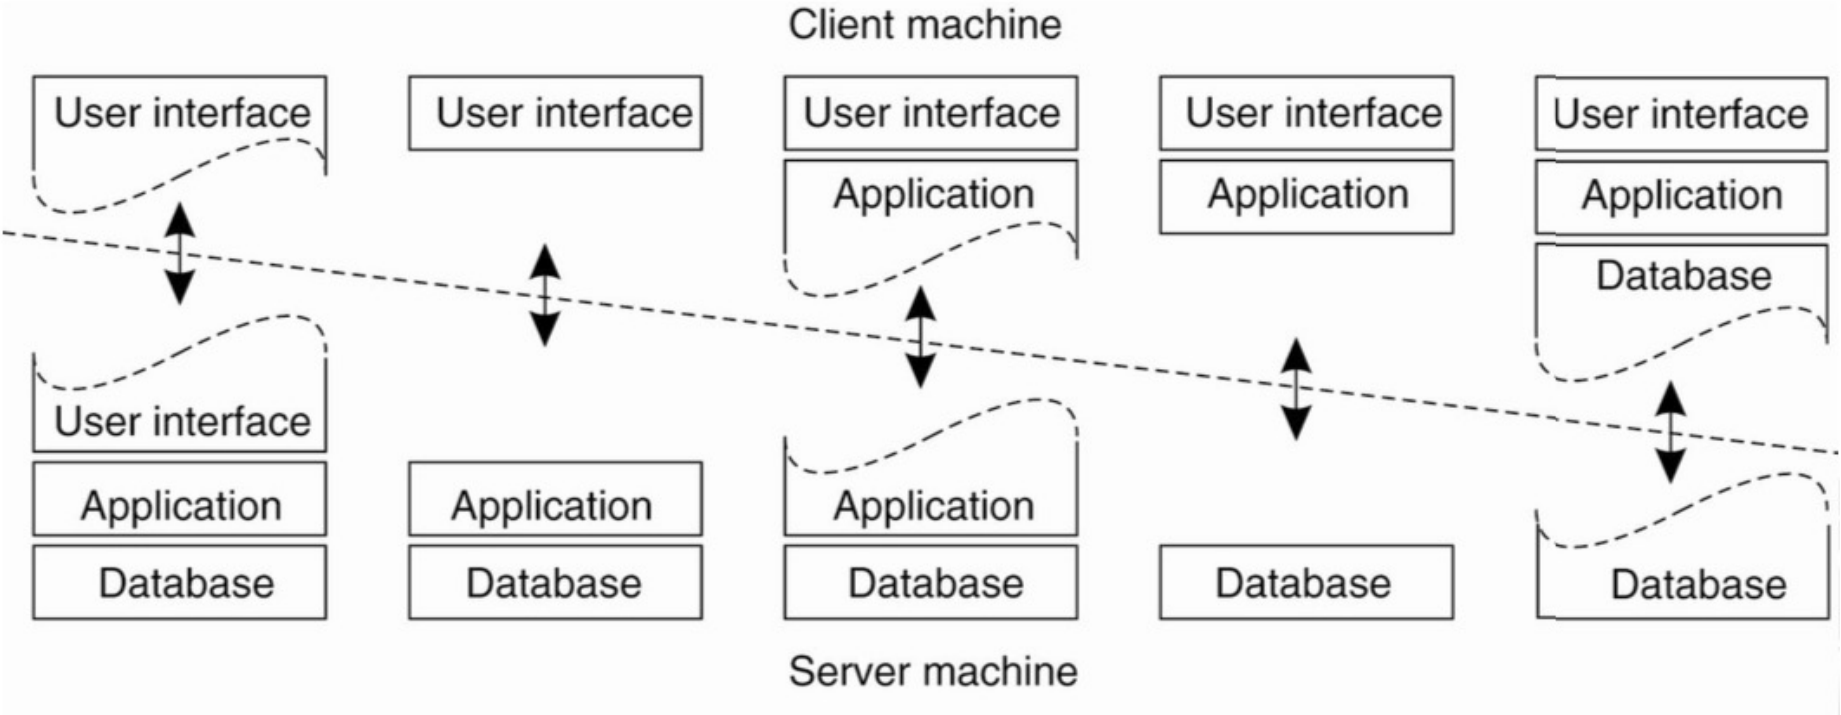 Client machine
User interface
User interface
User interface
User interface
User interface
Application
Application
Application
Database
User interface
Application
Application
Application
Database
Database
Database
Database
Database
Server machine